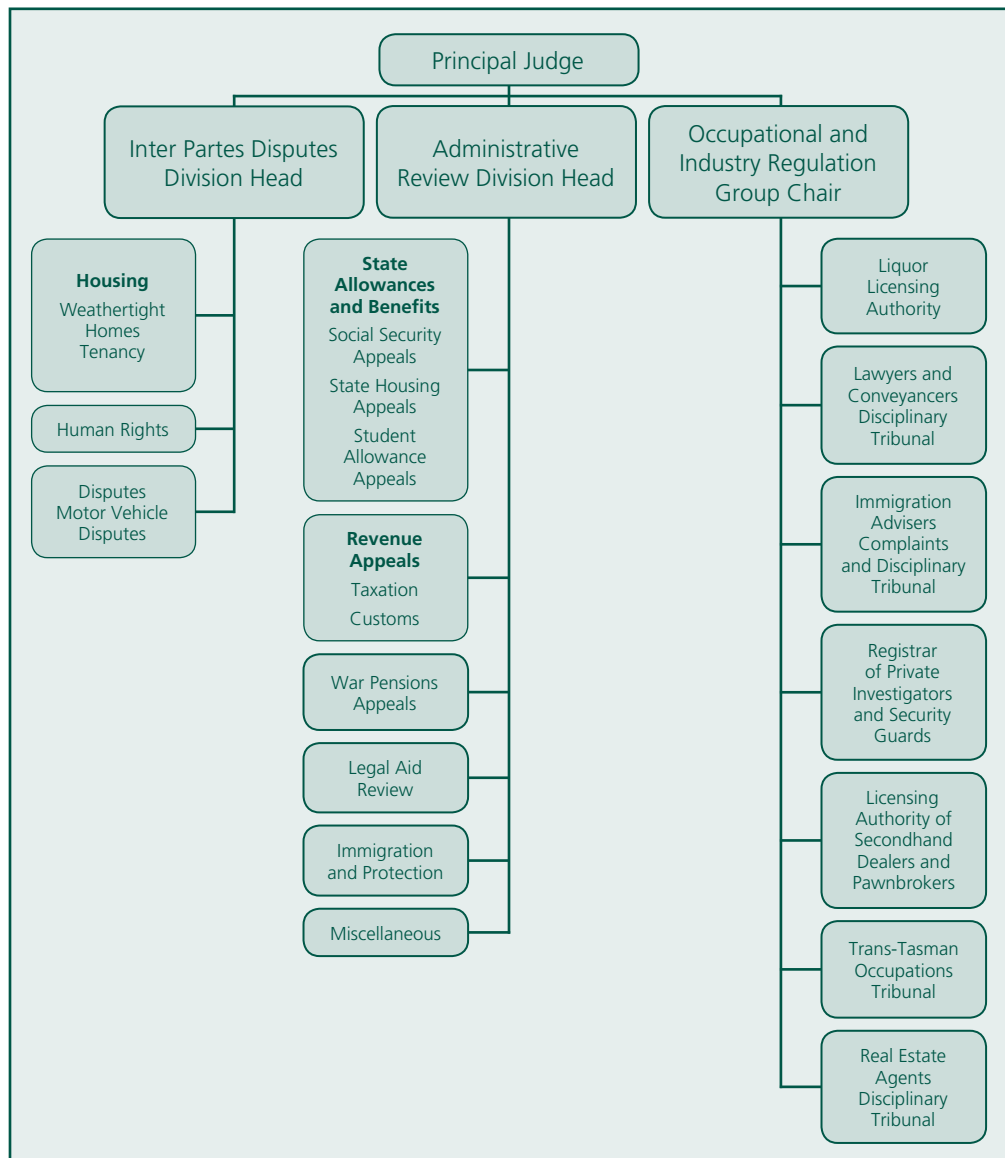 Principal Judge
Inter Partes Disputes
Division Head
Administrative
Review Division Head
Occupational and
Industry Regulation
Group Chair
Housing
Weathertight
Homes
Tenancy
Human Rights
Disputes
Motor Vehicle
Disputes
State
Allowances
and Benefits
Social Security
Appeals
State Housing
Appeals
Student
Allowance
Appeals
Revenue
Appeals
Taxation
Customs
War Pensions
Appeals
Legal Aid
Review
Immigration
and Protection
Miscellaneous
Liquor
Licensing
Authority
Lawyers and
Conveyancers
Disciplinary
Tribunal
Immigration
Advisers
Complaints
and Disciplinary
Tribunal
Registrar
of Private
Investigators
and Security
Guards
Licensing
Authority of
Secondhand
Dealers and
Pawnbrokers
Trans-Tasman
Occupations
Tribunal
Real Estate
Agents
Disciplinary
Tribunal